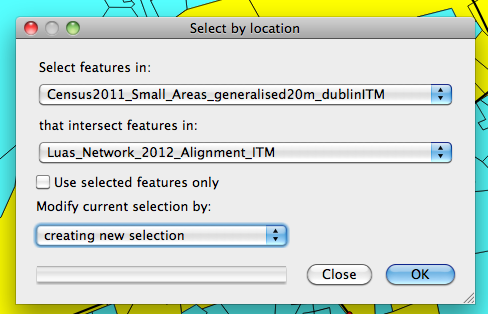 Select by location
Select features in:
Census2011_Small_Areas_generalised20m_dublinITM
that intersect features in:
Luas_Network_2012_Alignment_ITM
Use selected features only
Modify current selection by:
creating new selection
Close
OK